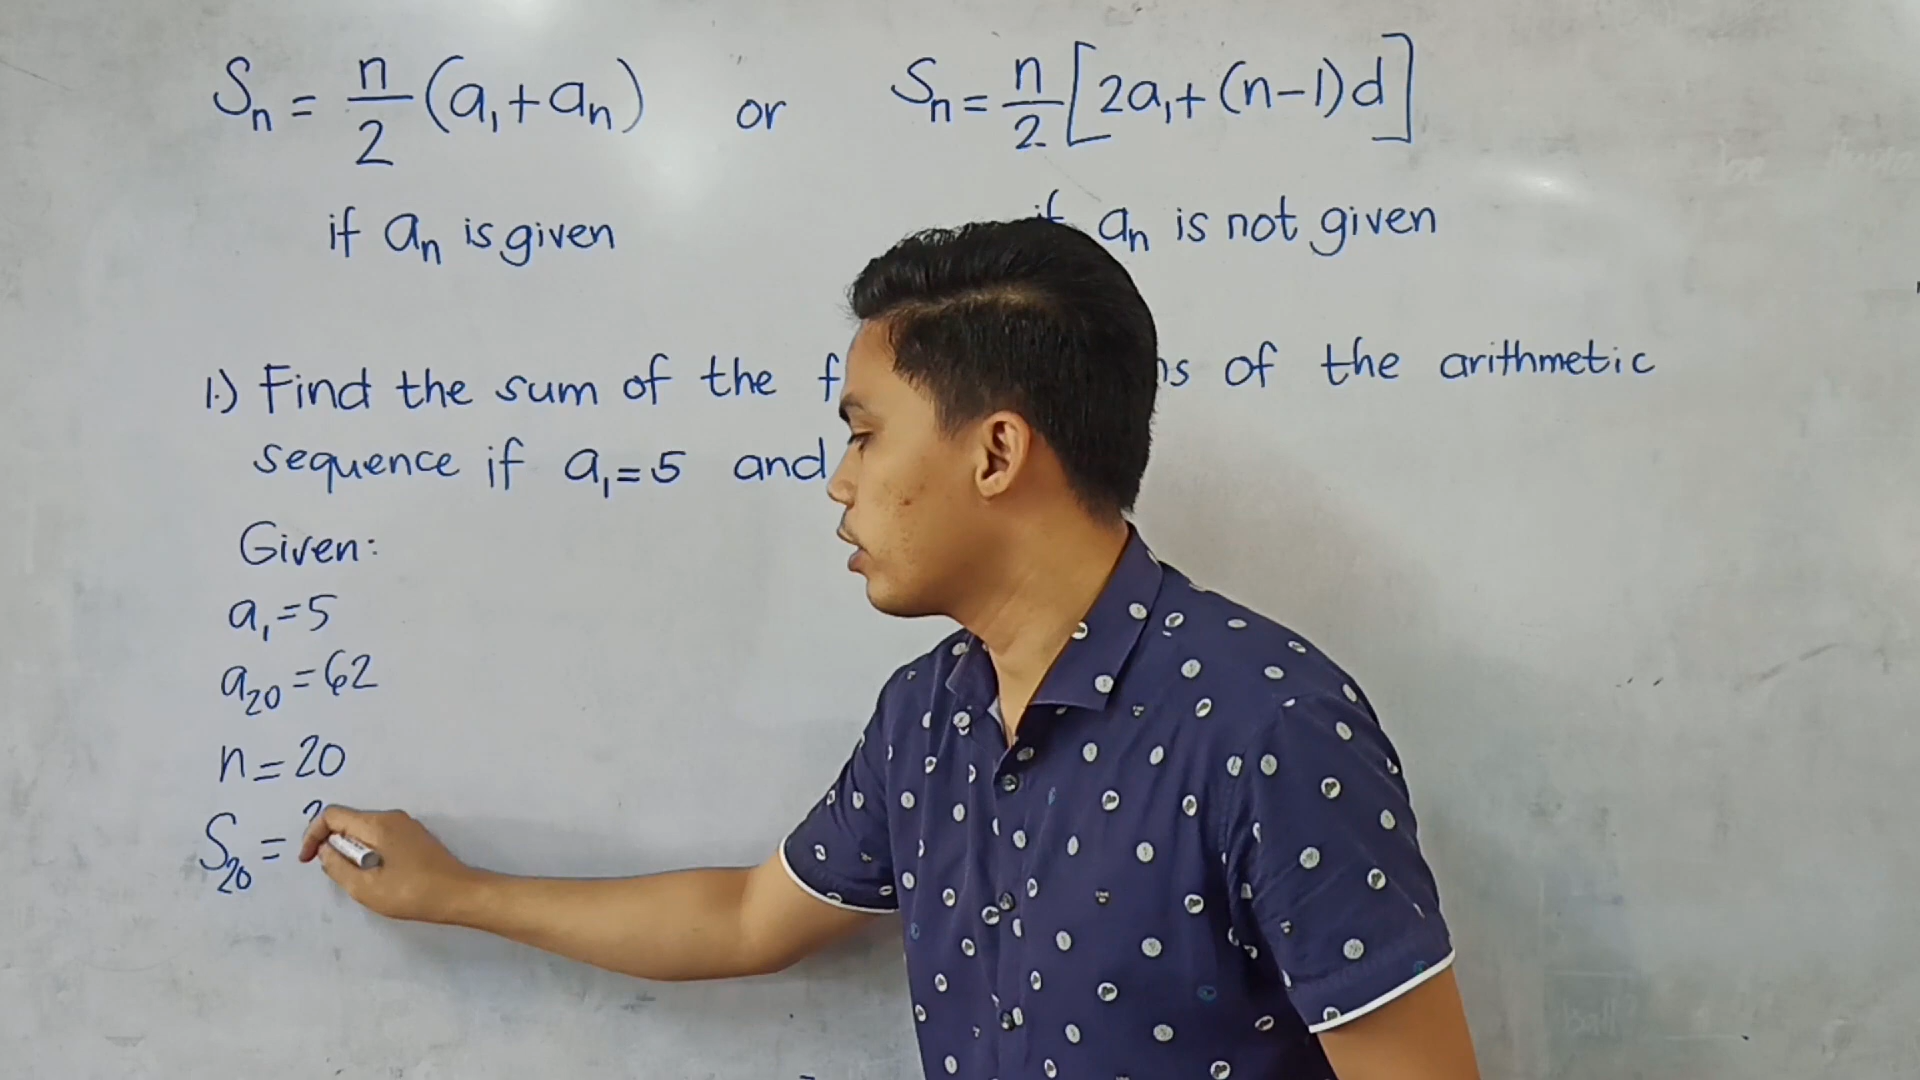 Sn = n/2 (a₁ + an) or Sn = n/2 [2a₁ + (n-1)d]
if an is given if an is not given
1.) Find the sum of the of the arithmetic
sequence if a₁ = 5 and
Given:
a₁ = 5
a₂₀ = 62
n = 20
S₂₀ =